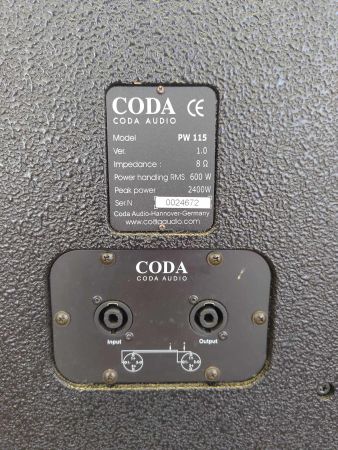 CODA CE
CODA AUDIO
Model PW 115
Ver. 1.0
Impedance : 8 Ω
Power handling RMS. 600 W
Peak power 2400W
Ser.N 0024672
Coda Audio-Hannover-Germany
www.codaaudio.com
CODA
CODA AUDIO
Input Output